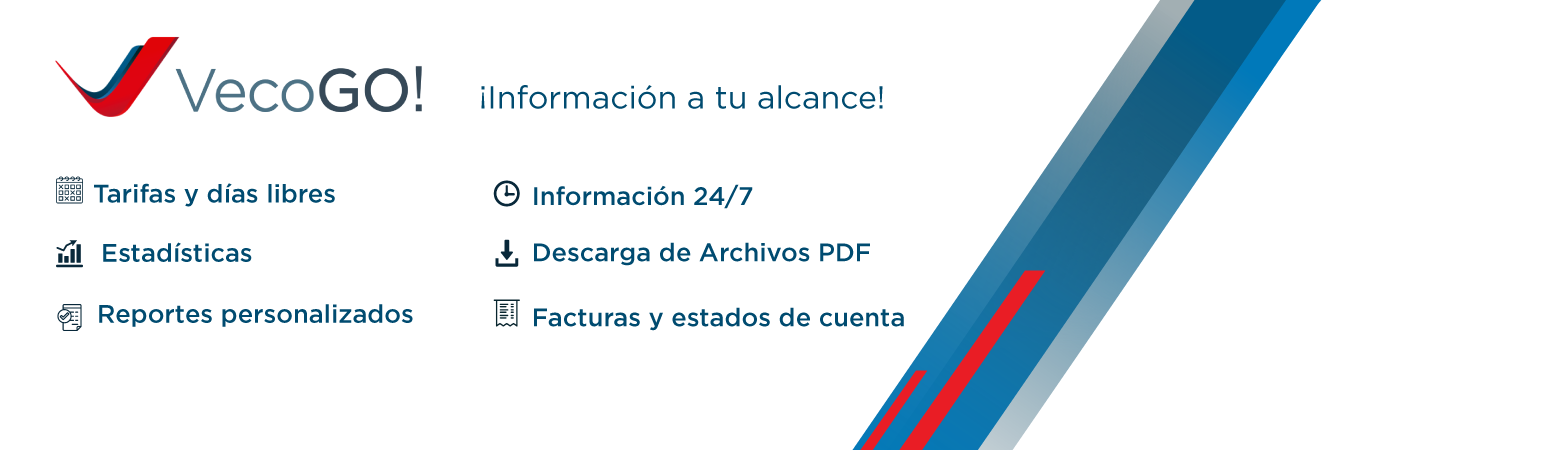 VecoGO!
¡Información a tu alcance!
Tarifas y días libres
Información 24/7
Estadísticas
Descarga de Archivos PDF
Reportes personalizados
Facturas y estados de cuenta